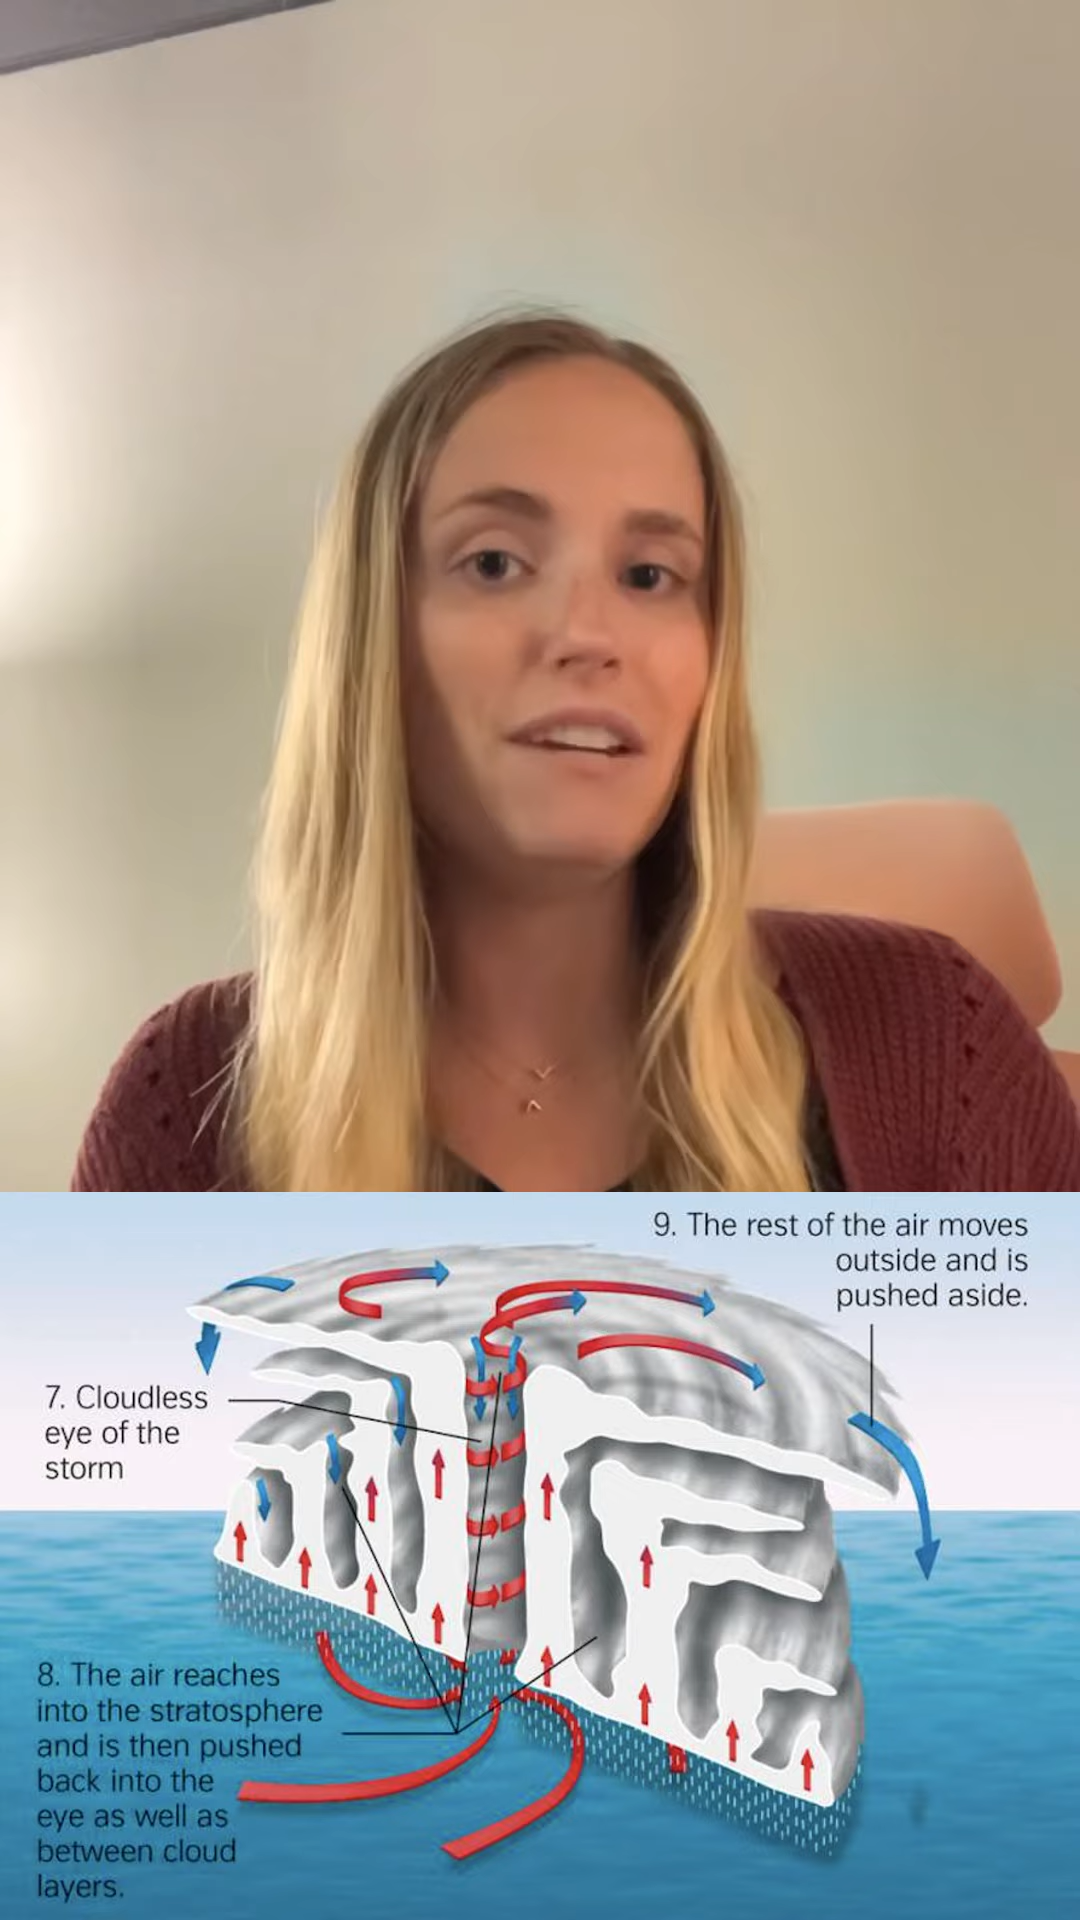 9. The rest of the air moves
outside and is
pushed aside.
7. Cloudless
eye of the
storm
8. The air reaches
into the stratosphere
and is then pushed
back into the
eye as well as
between cloud
layers.